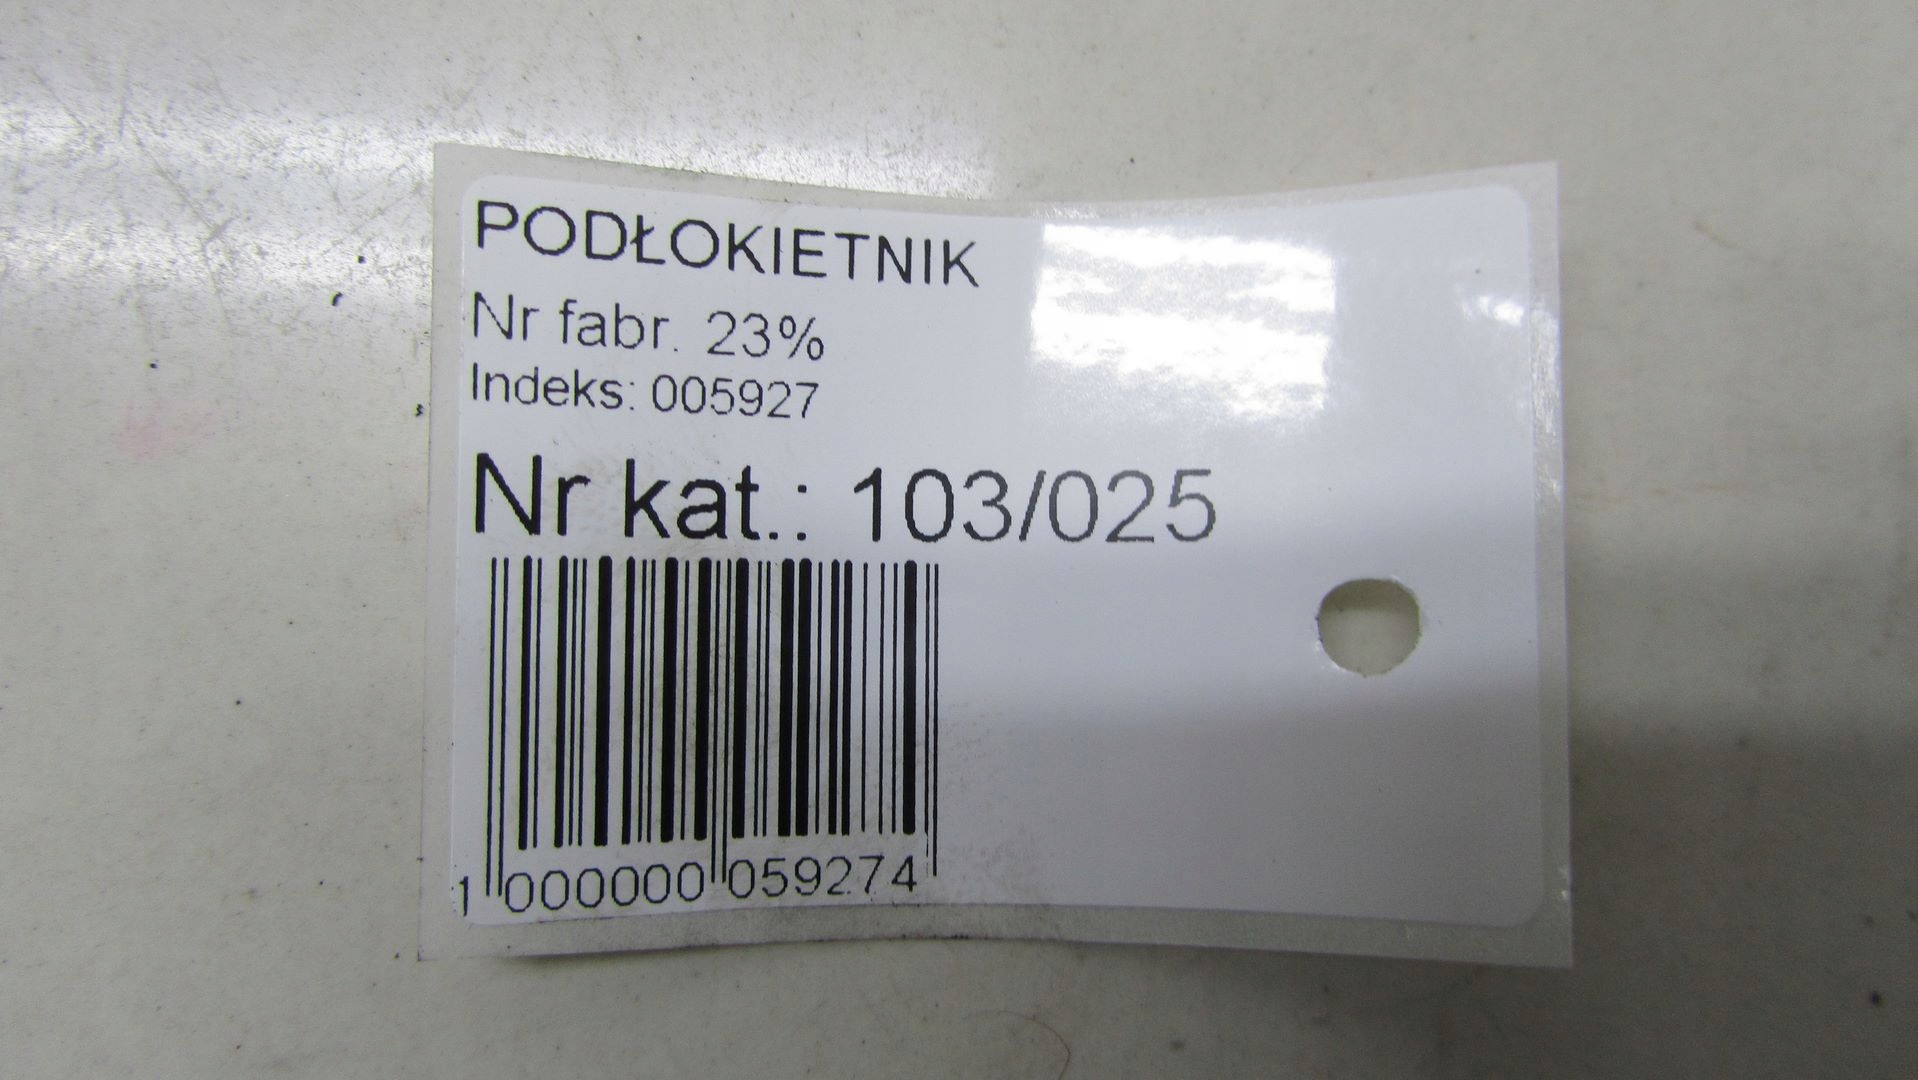 PODŁOKIETNIK
Nr fabr. 23%
Indeks: 005927
Nr kat.: 103/025
1 000000 059274